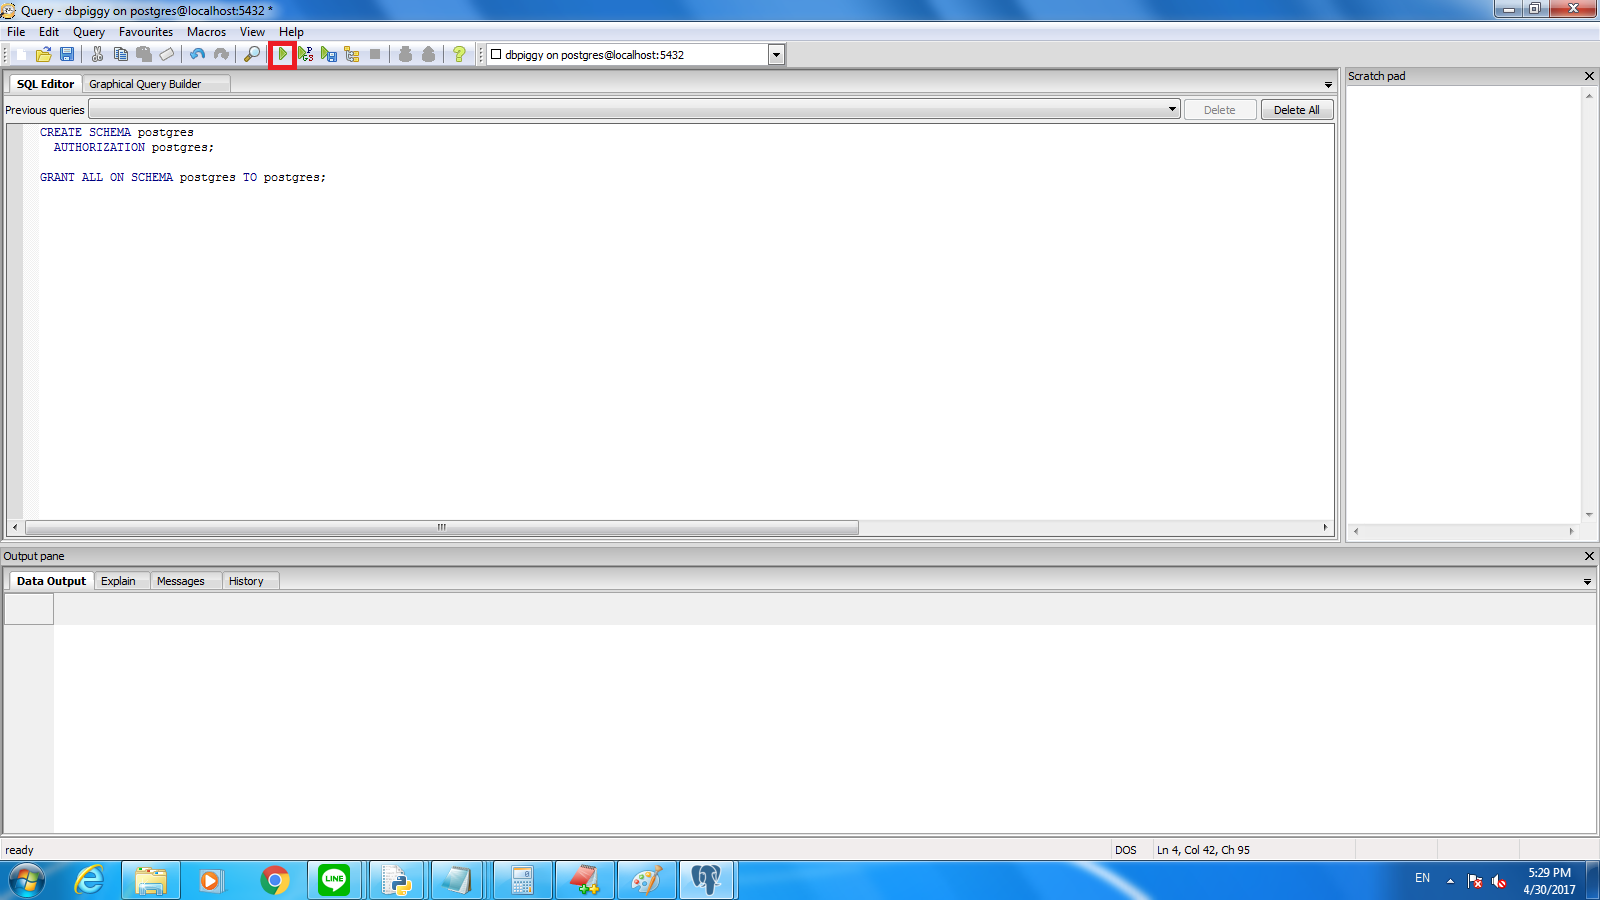 Query - dbpiggy on postgres@localhost:5432 *
File Edit Query Favourites Macros View Help
dbpiggy on postgres@localhost:5432
SQL Editor Graphical Query Builder
Scratch pad
Previous queries Delete Delete All
CREATE SCHEMA postgres
AUTHORIZATION postgres;
GRANT ALL ON SCHEMA postgres TO postgres;
Output pane
Data Output Explain Messages History
ready DOS Ln 4, Col 42, Ch 95
LINE
EN 5:29 PM
4/30/2017